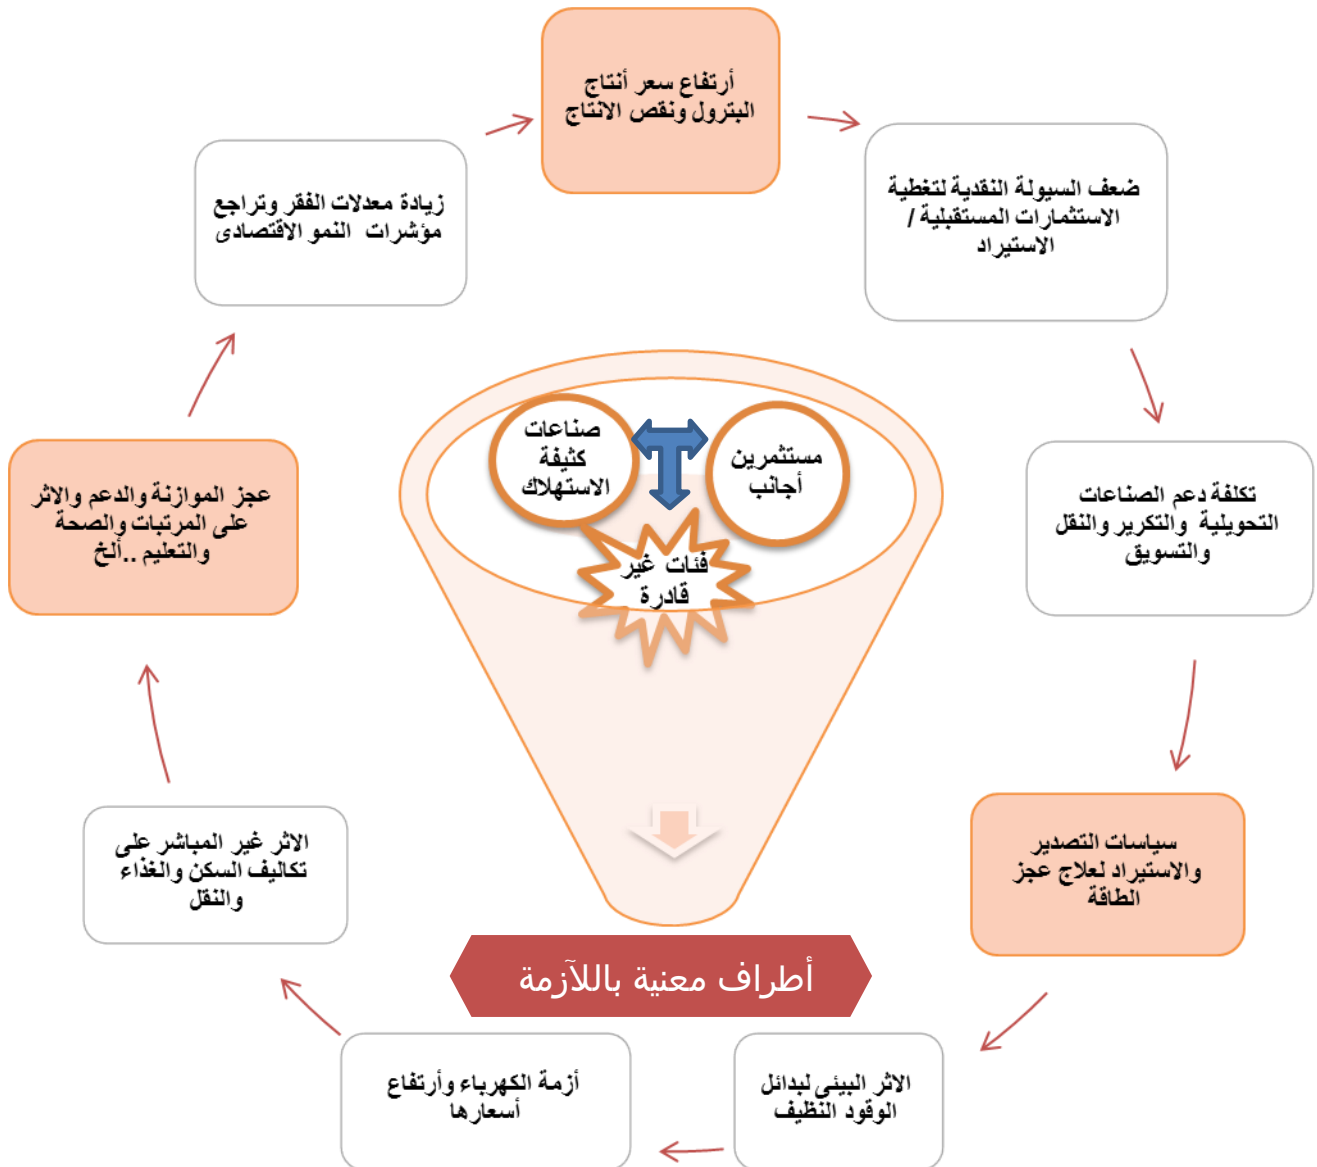 أرتفاع سعر أنتاج
البترول ونقص الانتاج
ضعف السيولة النقدية لتغطية
الاستثمارات المستقبلية /
الاستيراد
تكلفة دعم الصناعات
التحويلية والتكرير والنقل
والتسويق
سياسات التصدير
والاستيراد لعلاج عجز
الطاقة
الاثر البيئى لبدائل
الوقود النظيف
أزمة الكهرباء وأرتفاع
أسعارها
الاثر غير المباشر على
تكاليف السكن والغذاء
والنقل
عجز الموازنة والدعم والاثر
على المرتبات والصحة
والتعليم ..ألخ
زيادة معدلات الفقر وتراجع
مؤشرات النمو الاقتصادى
مستثمرين
أجانب
صناعات
كثيفة
الاستهلاك
فئات غير
قادرة
أطراف معنية باللآزمة